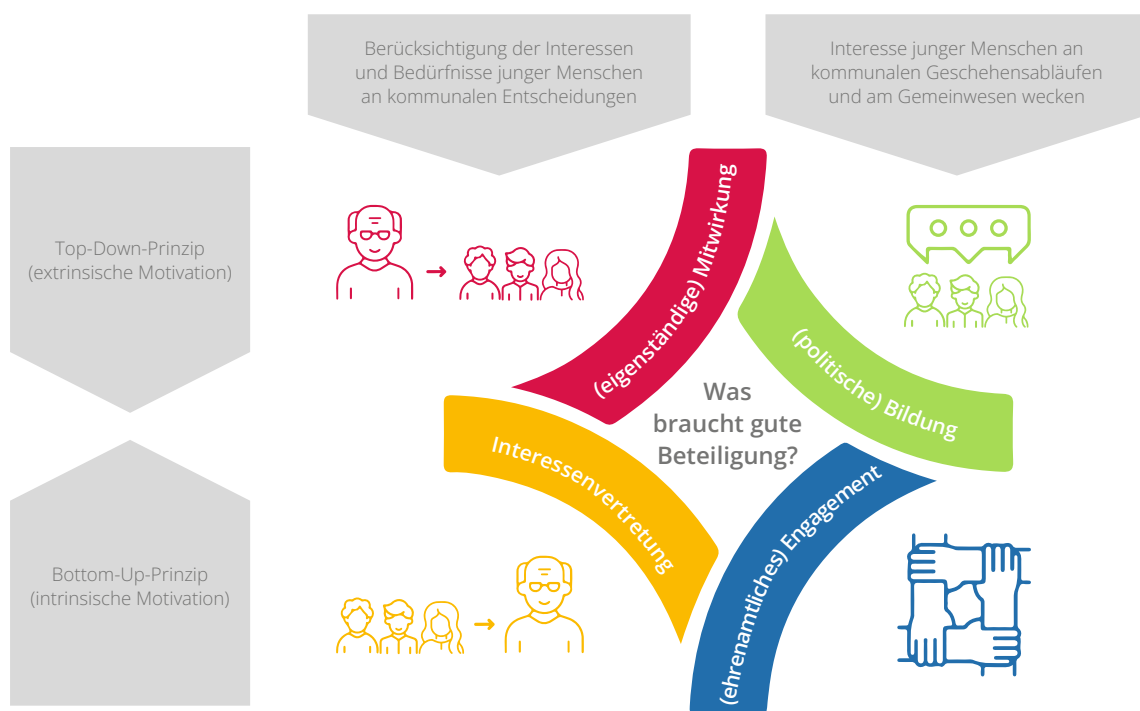 Berücksichtigung der Interessen
und Bedürfnisse junger Menschen
an kommunalen Entscheidungen
Interesse junger Menschen an
kommunalen Geschehensabläufen
und am Gemeinwesen wecken
Top-Down-Prinzip
(extrinsische Motivation)
(eigenständige) Mitwirkung
(politische) Bildung
Was
braucht gute
Beteiligung?
Interessenvertretung
(ehrenamtliches) Engagement
Bottom-Up-Prinzip
(intrinsische Motivation)